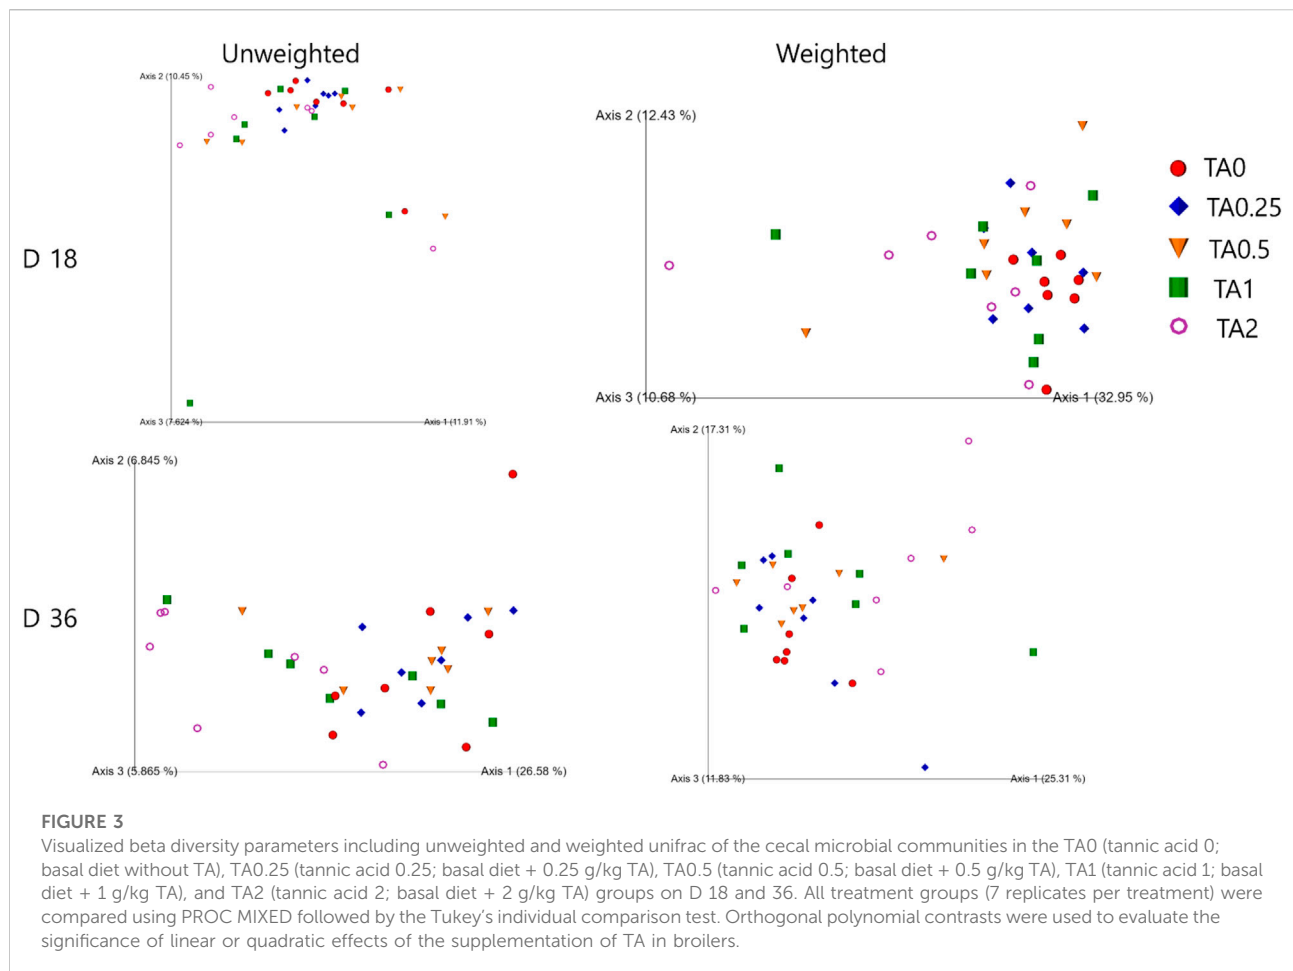 Unweighted
Weighted
Axis 2 (10.45 %)
Axis 3 (7.624 %)
Axis 1 (11.91 %)
D 18
Axis 2 (12.43 %)
Axis 3 (10.68 %)
Axis 1 (32.95 %)
TA0
TA0.25
TA0.5
TA1
TA2
Axis 2 (6.845 %)
Axis 3 (5.865 %)
Axis 1 (26.58 %)
D 36
Axis 2 (17.31 %)
Axis 3 (11.83 %)
Axis 1 (25.31 %)
FIGURE 3
Visualized beta diversity parameters including unweighted and weighted unifrac of the cecal microbial communities in the TA0 (tannic acid 0;
basal diet without TA), TA0.25 (tannic acid 0.25; basal diet + 0.25 g/kg TA), TA0.5 (tannic acid 0.5; basal diet + 0.5 g/kg TA), TA1 (tannic acid 1; basal
diet + 1 g/kg TA), and TA2 (tannic acid 2; basal diet + 2 g/kg TA) groups on D 18 and 36. All treatment groups (7 replicates per treatment) were
compared using PROC MIXED followed by the Tukey's individual comparison test. Orthogonal polynomial contrasts were used to evaluate the
significance of linear or quadratic effects of the supplementation of TA in broilers.